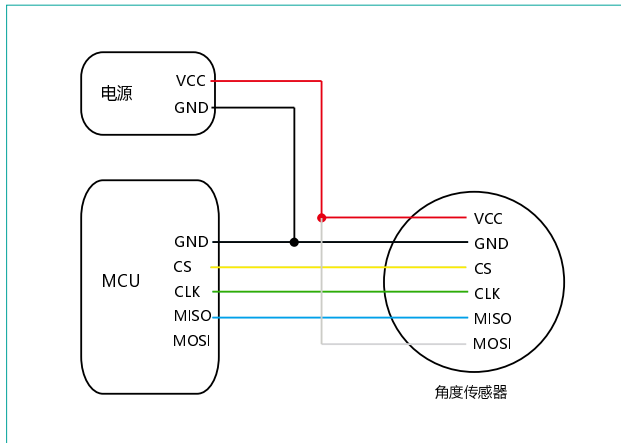 电源
VCC
GND
MCU
GND
CS
CLK
MISO
MOSI
VCC
GND
CS
CLK
MISO
MOSI
角度传感器